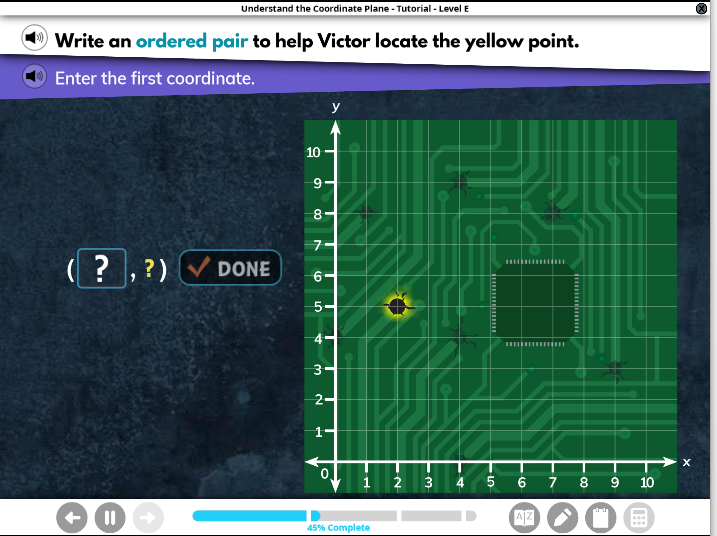 Understand the Coordinate Plane - Tutorial - Level E
Write an ordered pair to help Victor locate the yellow point.
Enter the first coordinate.
y
10
9
8
7
6
( ? , ? ) DONE
5
4
3
2
1
0
1 2 3 4 5 6 7 8 9 10 x
A Z
45% Complete